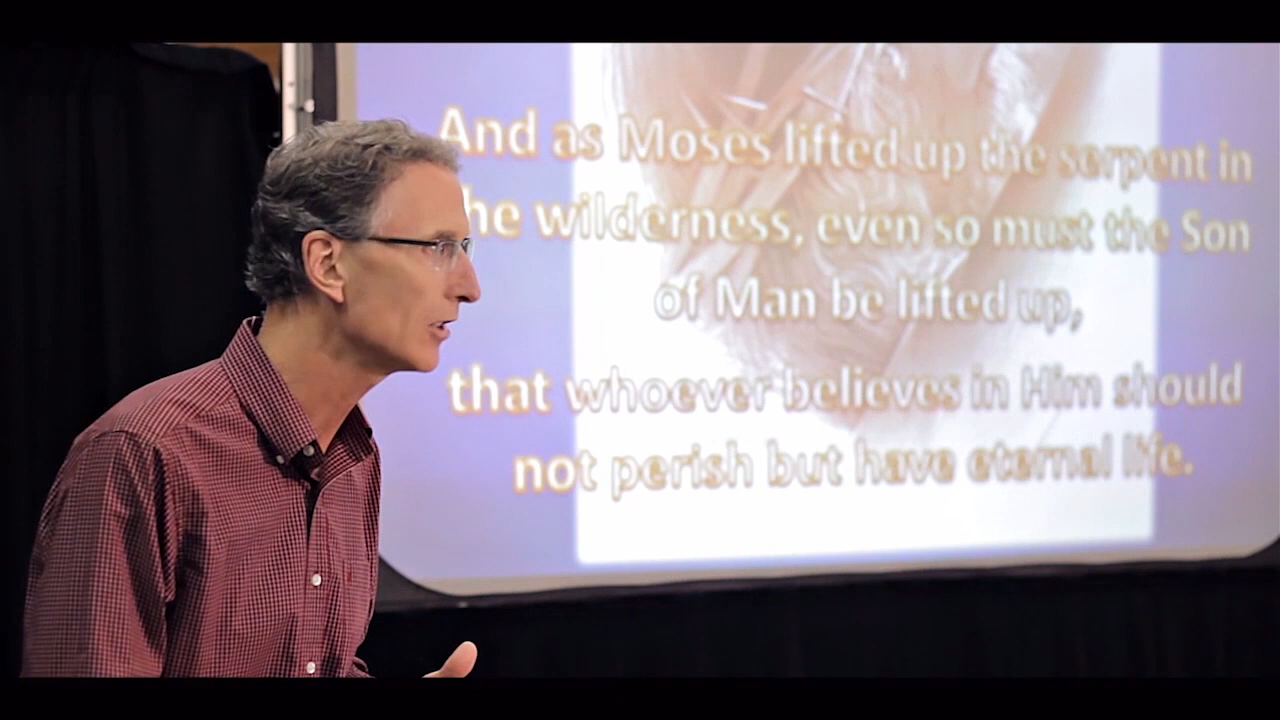 And as Moses lifted up the serpent in
he wilderness, even so must the Son
of Man be lifted up,
that whoever believes in Him should
not perish but have eternal life.